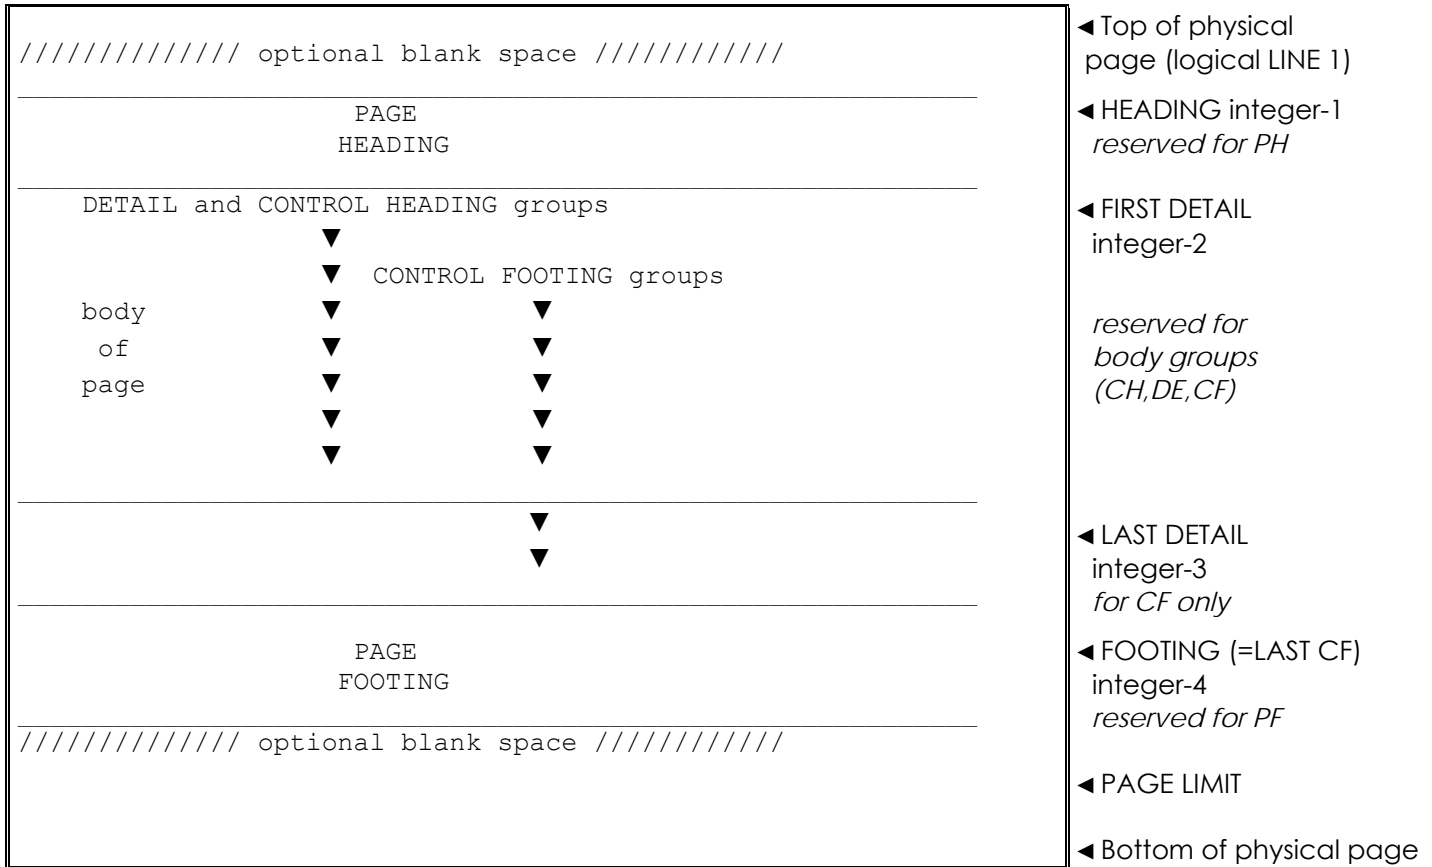 ◄ Top of physical
page (logical LINE 1)
////////////// optional blank space ////////////
PAGE
HEADING
◄ HEADING integer-1
reserved for PH
DETAIL and CONTROL HEADING groups
▼
▼ CONTROL FOOTING groups
body ▼ ▼
of ▼ ▼
page ▼ ▼
▼ ▼
▼ ▼
◄ FIRST DETAIL
integer-2
reserved for
body groups
(CH,DE,CF)
▼
▼
◄ LAST DETAIL
integer-3
for CF only
PAGE
FOOTING
◄ FOOTING (=LAST CF)
integer-4
reserved for PF
////////////// optional blank space ////////////
◄ PAGE LIMIT
◄ Bottom of physical page